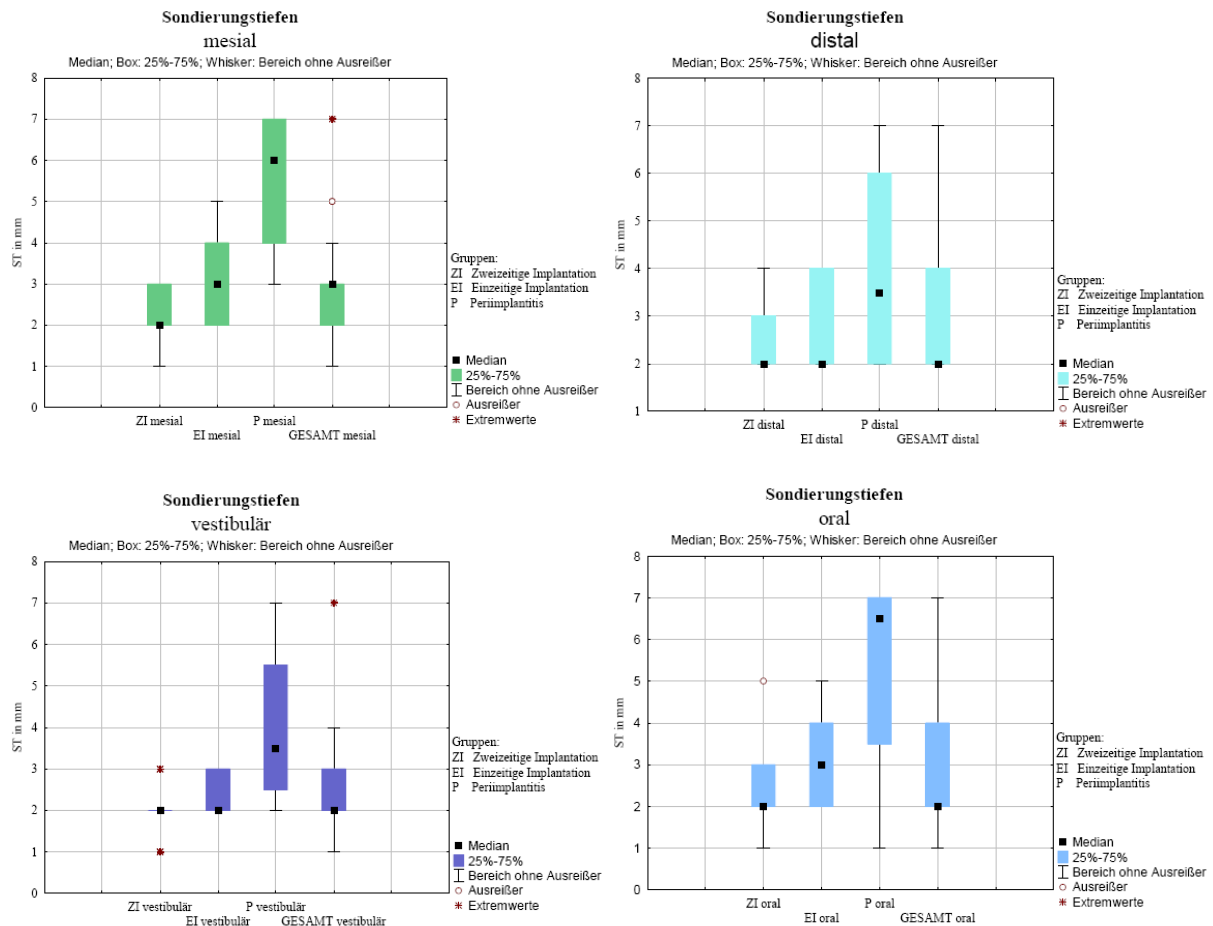 Sondierungstiefen
mesial
Median; Box: 25%-75%; Whisker: Bereich ohne Ausreißer
8
7
6
5
4
3
2
1
0
ST in mm
ZI mesial
EI mesial
P mesial
GESAMT mesial
Gruppen:
ZI Zweizeitige Implantation
EI Einzeitige Implantation
P Periimplantitis
Median
25%-75%
Bereich ohne Ausreißer
Ausreißer
Extremwerte
Sondierungstiefen
distal
Median; Box: 25%-75%; Whisker: Bereich ohne Ausreißer
8
7
6
5
4
3
2
1
ST in mm
ZI distal
EI distal
P distal
GESAMT distal
Gruppen:
ZI Zweizeitige Implantation
EI Einzeitige Implantation
P Periimplantitis
Median
25%-75%
Bereich ohne Ausreißer
Ausreißer
Extremwerte
Sondierungstiefen
vestibulär
Median; Box: 25%-75%; Whisker: Bereich ohne Ausreißer
8
7
6
5
4
3
2
1
0
ST in mm
ZI vestibulär
EI vestibulär
P vestibulär
GESAMT vestibulär
Gruppen:
ZI Zweizeitige Implantation
EI Einzeitige Implantation
P Periimplantitis
Median
25%-75%
Bereich ohne Ausreißer
Ausreißer
Extremwerte
Sondierungstiefen
oral
Median; Box: 25%-75%; Whisker: Bereich ohne Ausreißer
8
7
6
5
4
3
2
1
0
ST in mm
ZI oral
EI oral
P oral
GESAMT oral
Gruppen:
ZI Zweizeitige Implantation
EI Einzeitige Implantation
P Periimplantitis
Median
25%-75%
Bereich ohne Ausreißer
Ausreißer
Extremwerte